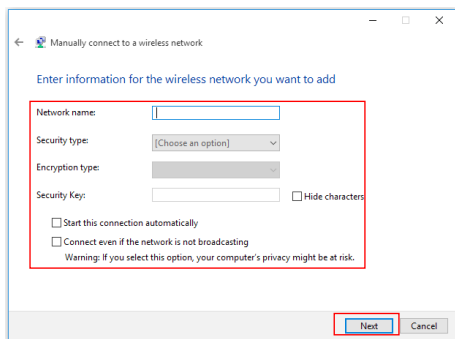 Manually connect to a wireless network
Enter information for the wireless network you want to add
Network name:
Security type: [Choose an option]
Encryption type:
Security Key: Hide characters
Start this connection automatically
Connect even if the network is not broadcasting
Warning: If you select this option, your computer's privacy might be at risk.
Next Cancel